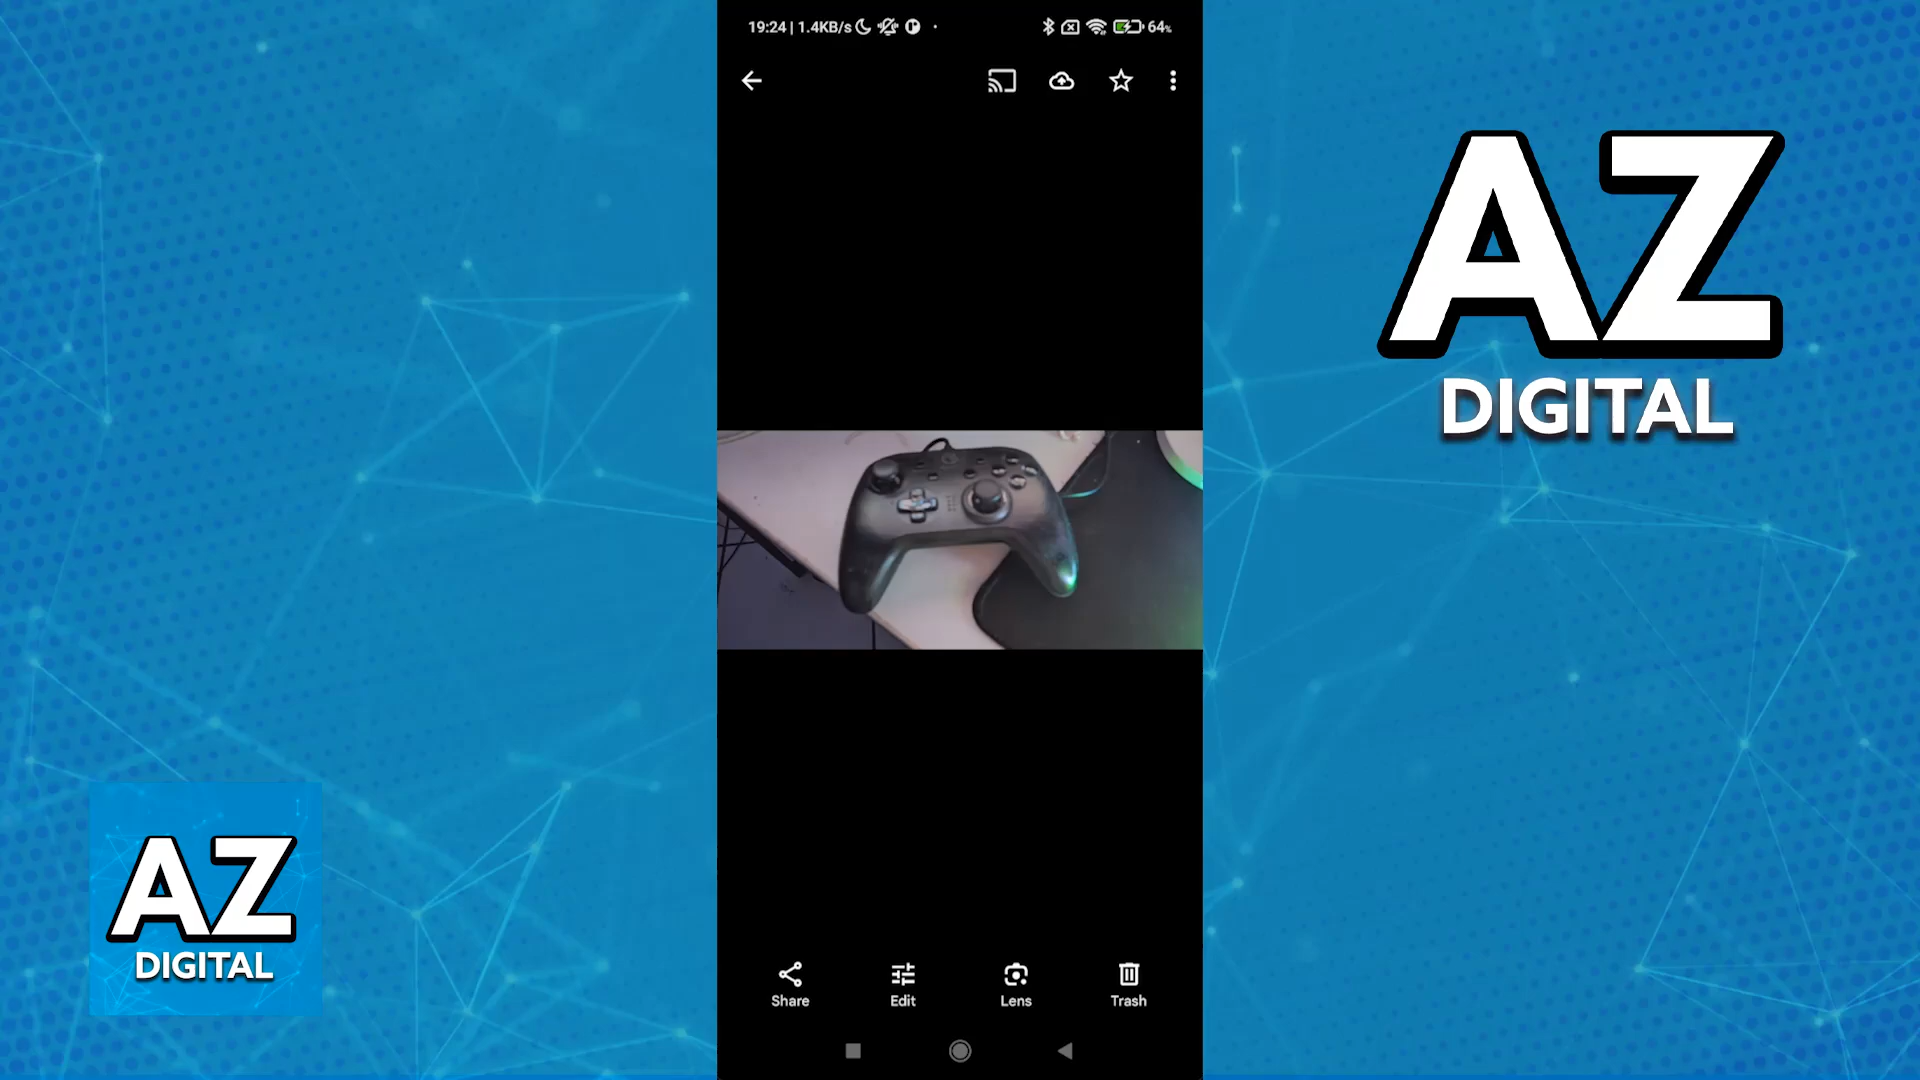 19:24 | 1.4KB/s
64%
AZ
DIGITAL
AZ
DIGITAL
Share
Edit
Lens
Trash